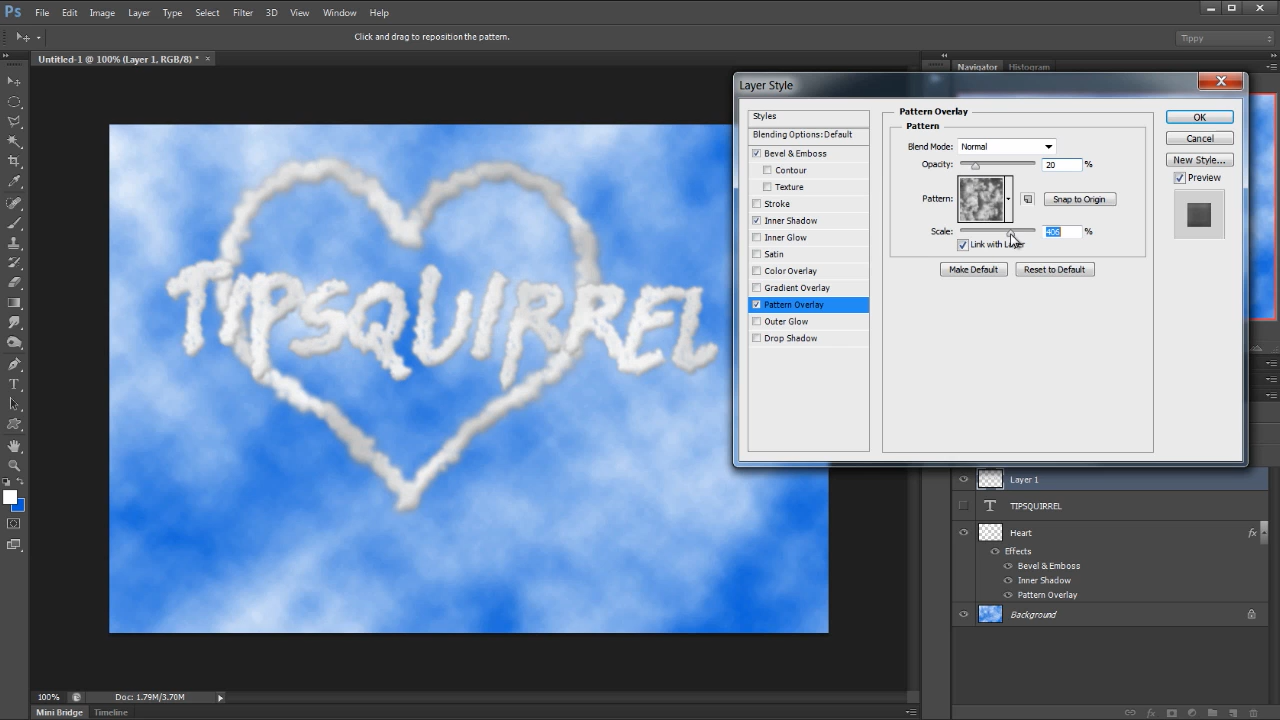 Ps File Edit Image Layer Type Select Filter 3D View Window Help
Click and drag to reposition the pattern.
Tippy
Untitled-1 @ 100% (Layer 1, RGB/8) * ×
Navigator Histogram
TIPSQUIRREL
Layer Style
Styles
Blending Options: Default
Bevel & Emboss
Contour
Texture
Stroke
Inner Shadow
Inner Glow
Satin
Color Overlay
Gradient Overlay
Pattern Overlay
Outer Glow
Drop Shadow
Pattern Overlay
Pattern
Blend Mode: Normal
Opacity: 20 %
Pattern: Snap to Origin
Scale: 406 %
Link with Layer
Make Default Reset to Default
OK
Cancel
New Style...
Preview
Layer 1
T TIPSQUIRREL
Heart fx
Effects
Bevel & Emboss
Inner Shadow
Pattern Overlay
Background
100% Doc: 1.79M/3.70M
Mini Bridge Timeline